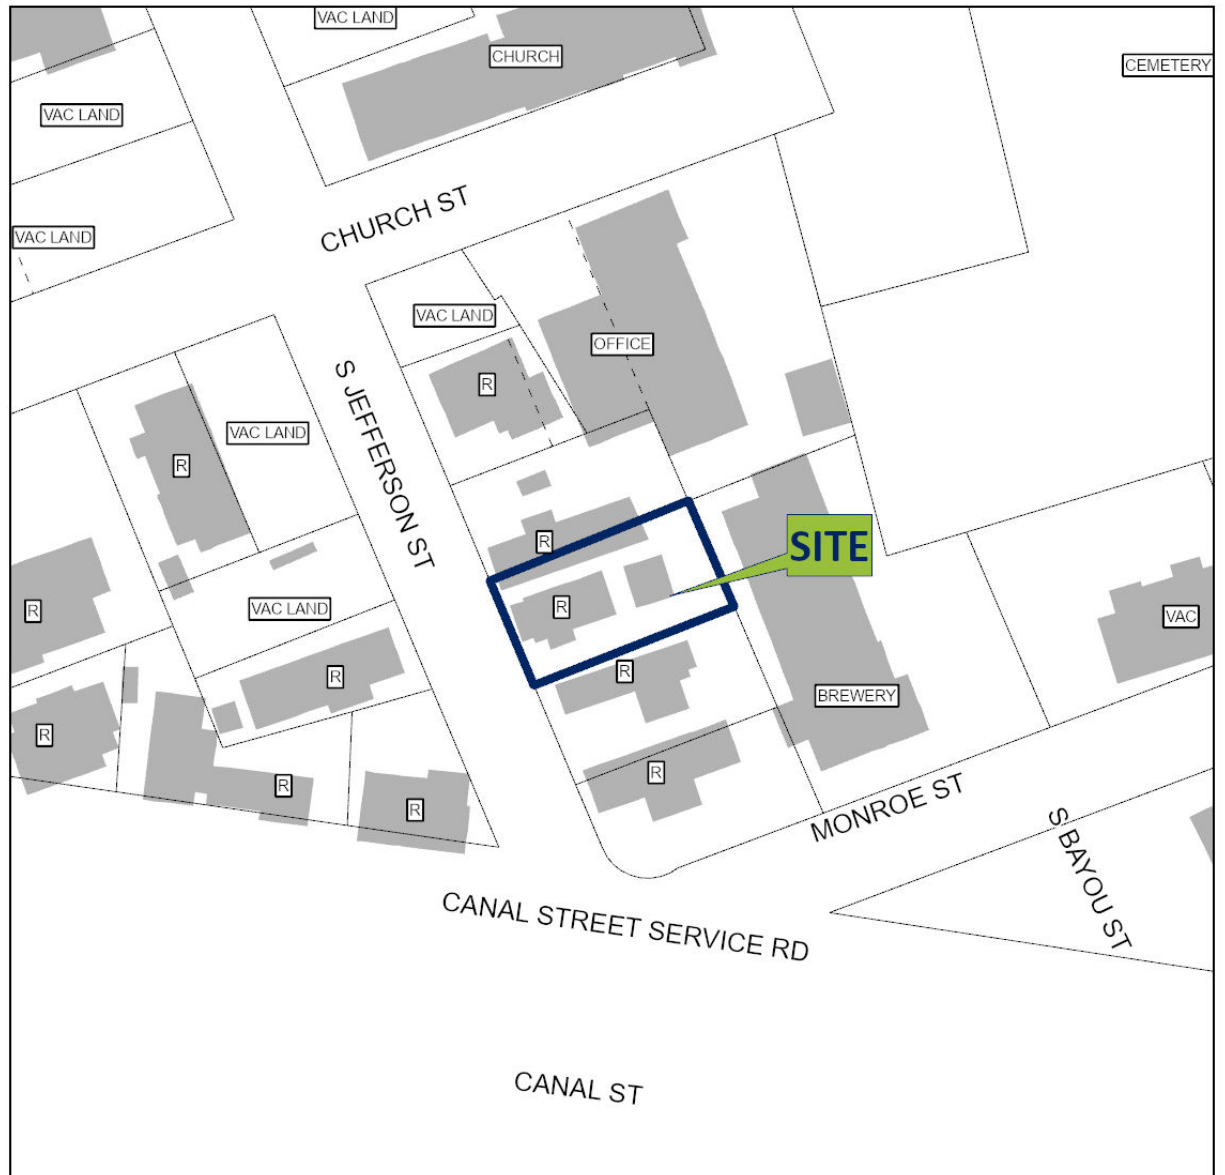 VAC LAND
CHURCH
CEMETERY
VAC LAND
CHURCH ST
VAC LAND
VAC LAND
OFFICE
S JEFFERSON ST
R
VAC LAND
R
R
SITE
R
VAC LAND
R
VAC
R
R
BREWERY
R
R
R
R
MONROE ST
S BAYOU ST
CANAL STREET SERVICE RD
CANAL ST